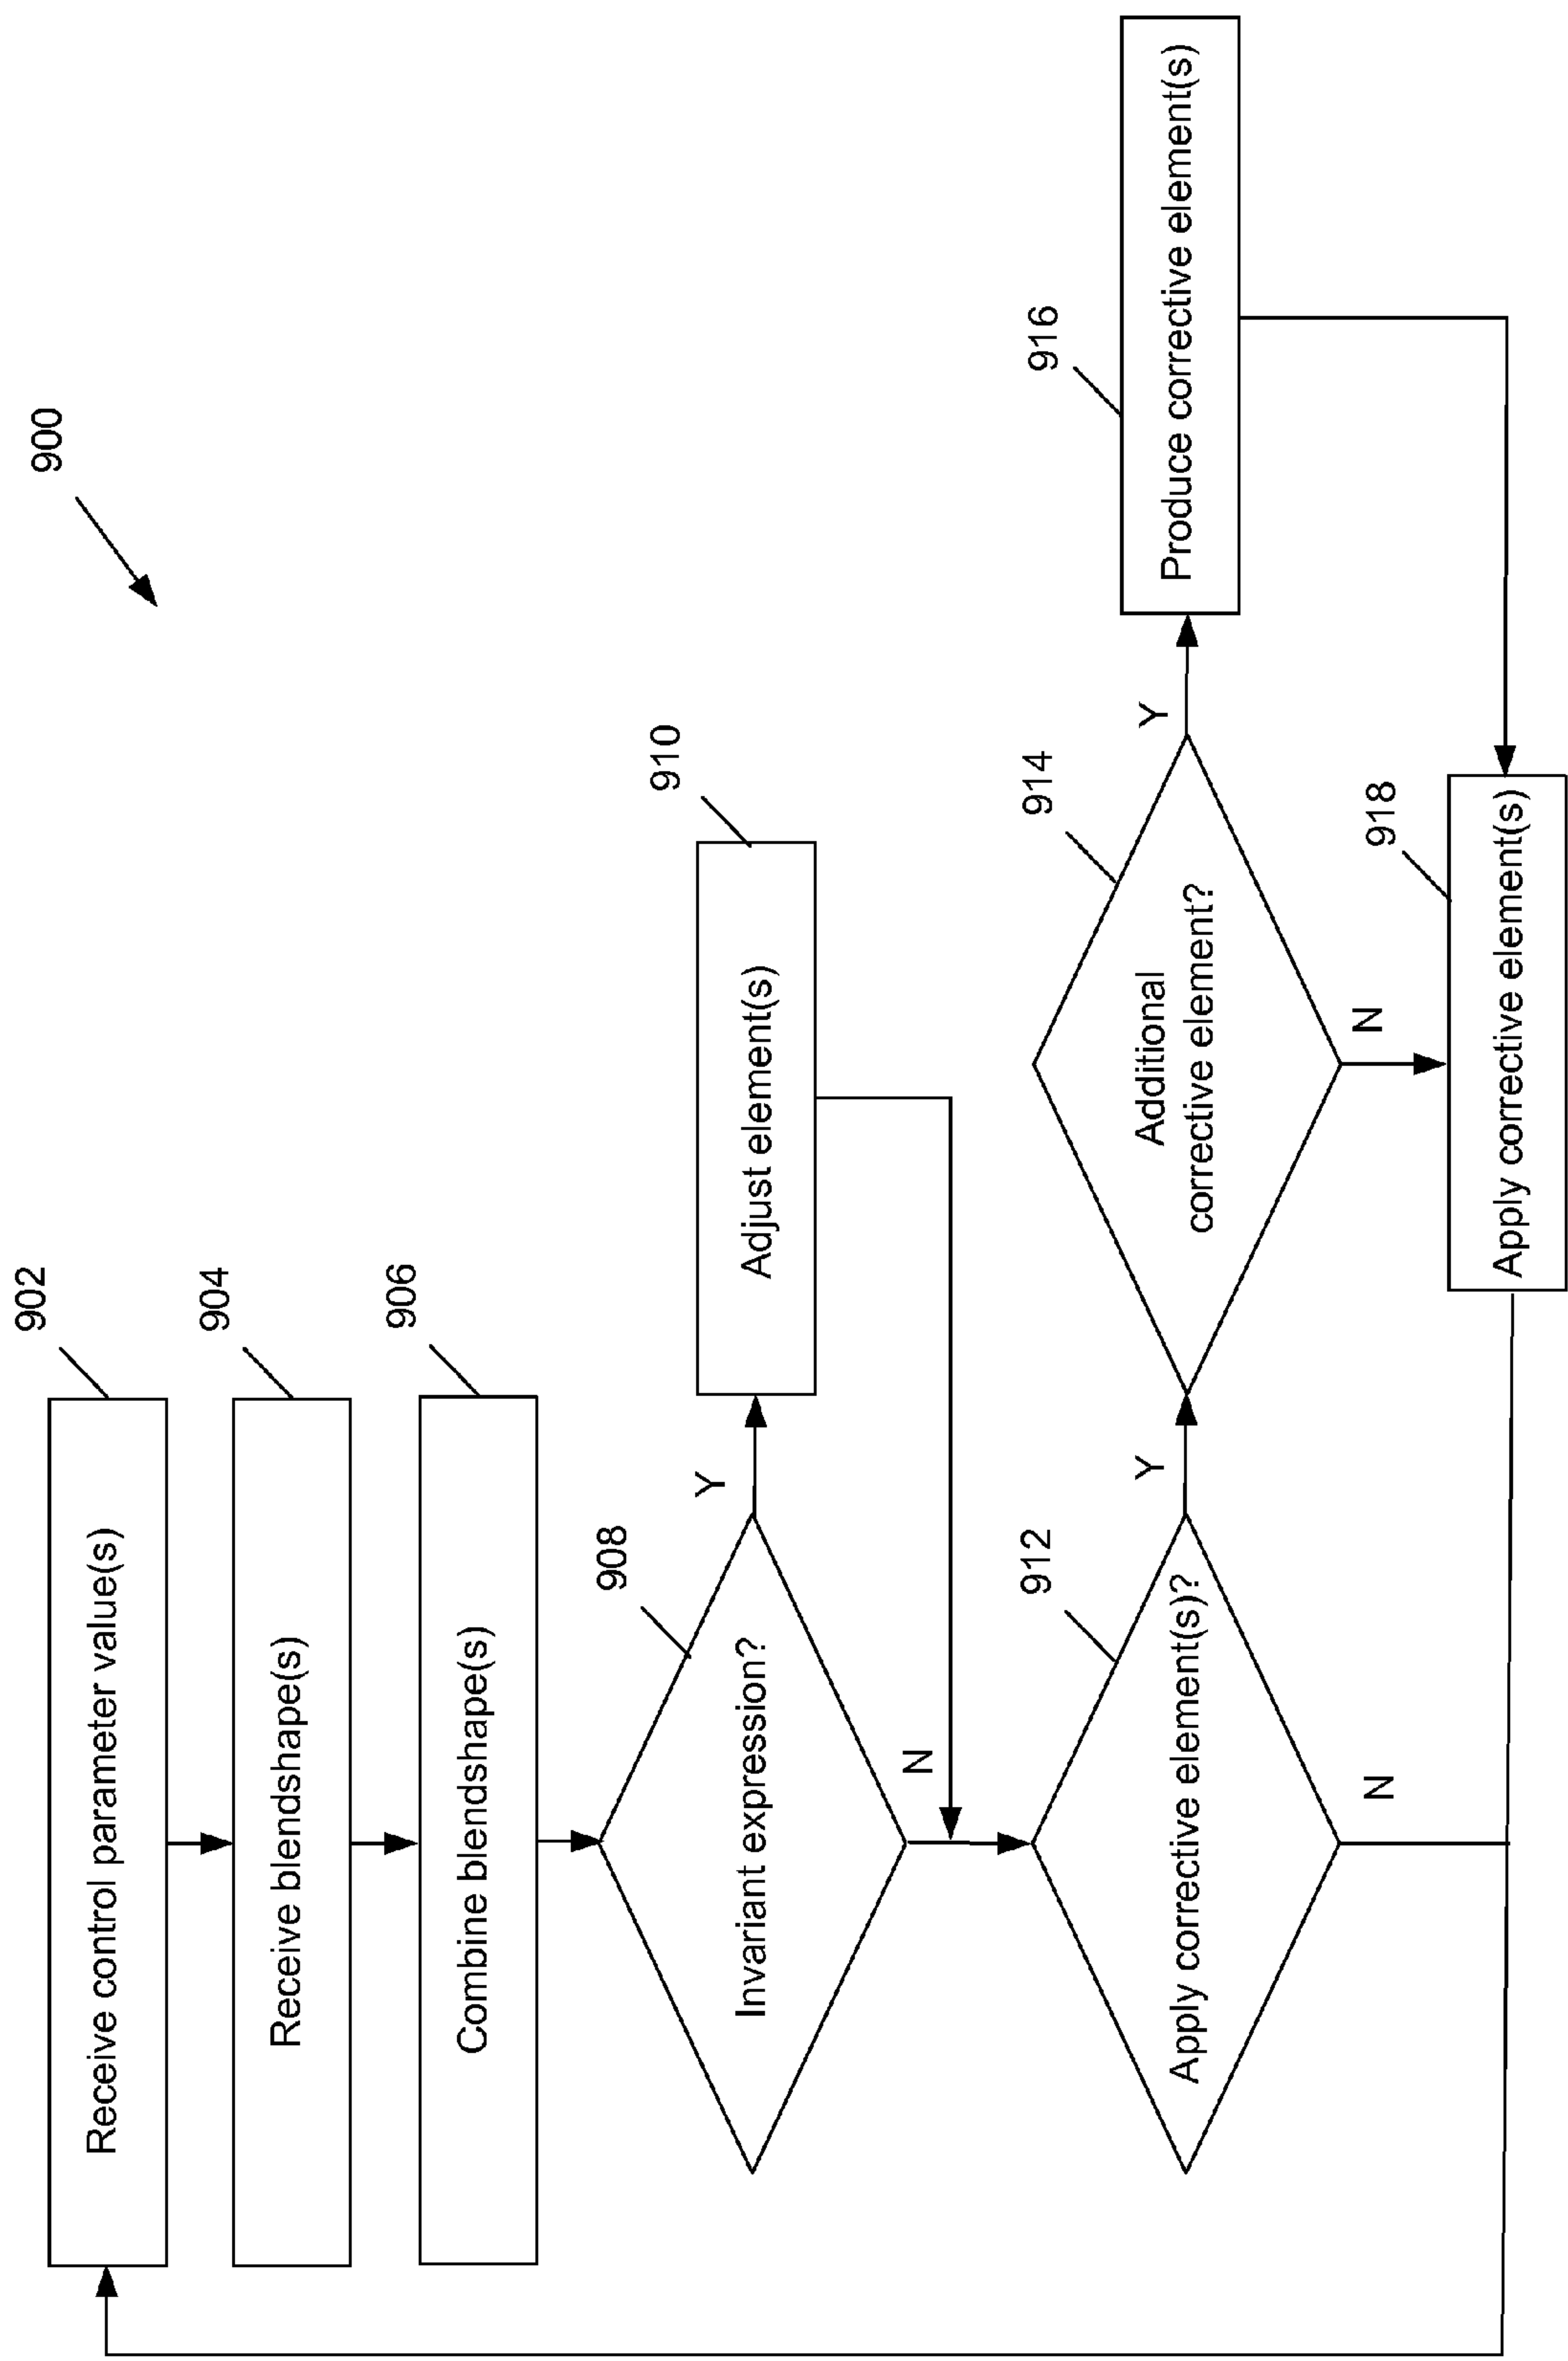 900
902
Receive control parameter value(s)
904
Receive blendshape(s)
906
Combine blendshape(s)
908
Invariant expression?
Y
N
910
Adjust element(s)
912
Apply corrective element(s)?
Y
N
914
Additional
corrective element?
Y
N
916
Produce corrective element(s)
918
Apply corrective element(s)